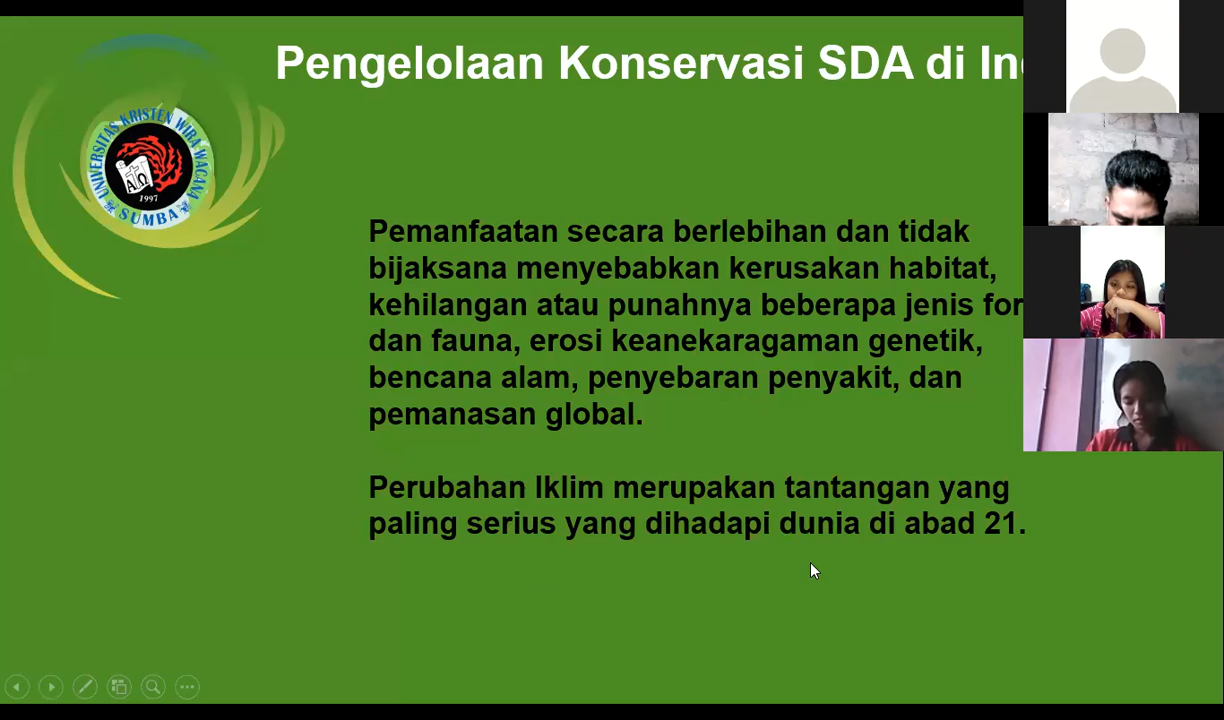 Pengelolaan Konservasi SDA di
UNIVERSITAS KRISTEN WIRA WACANA
ΑΩ
1997
SUMBA
Pemanfaatan secara berlebihan dan tidak
bijaksana menyebabkan kerusakan habitat,
kehilangan atau punahnya beberapa jenis
dan fauna, erosi keanekaragaman genetik,
bencana alam, penyebaran penyakit, dan
pemanasan global.
Perubahan Iklim merupakan tantangan yang
paling serius yang dihadapi dunia di abad 21.